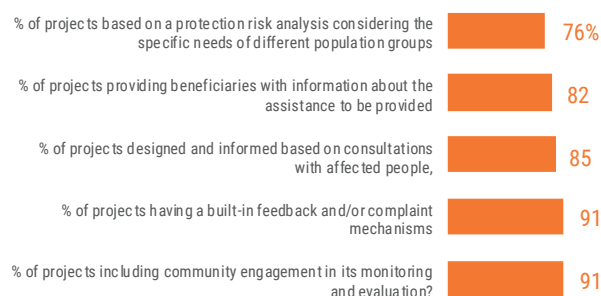 % of projects based on a protection risk analysis considering the
specific needs of different population groups
76%
% of projects providing beneficiaries with information about the
assistance to be provided
82
% of projects designed and informed based on consultations
with affected people,
85
% of projects having a built-in feedback and/or complaint
mechanisms
91
% of projects including community engagement in its monitoring
and evaluation?
91